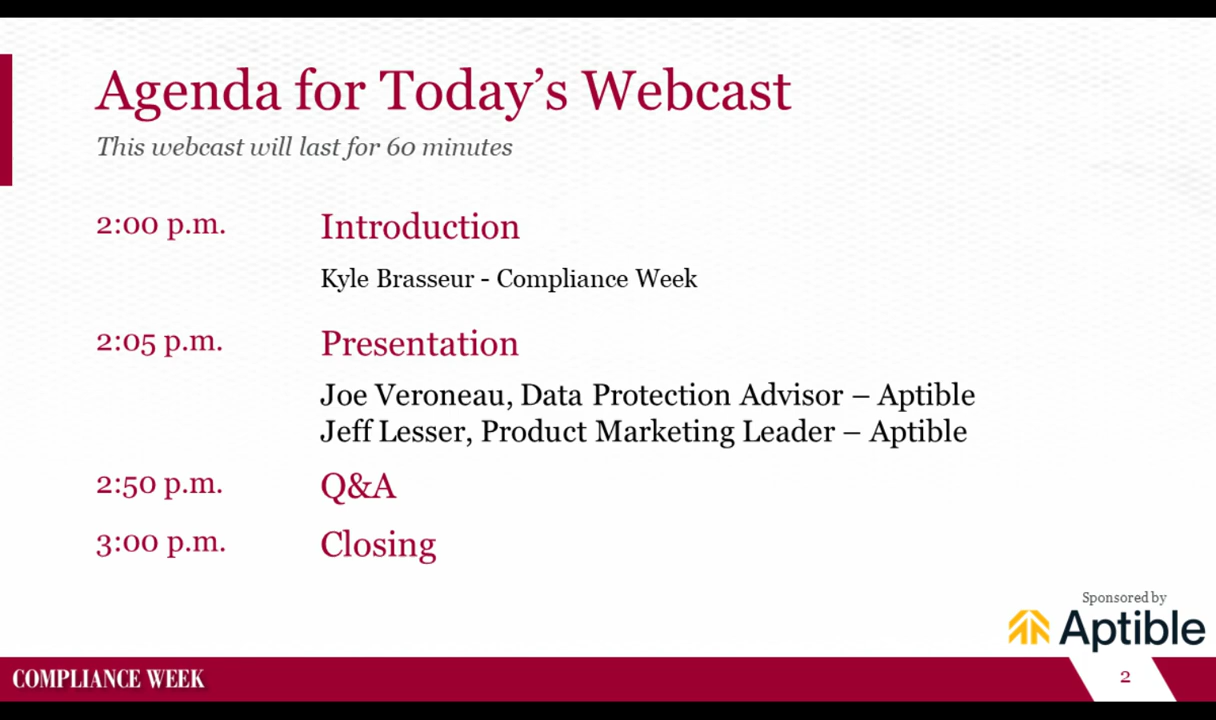 Agenda for Today’s Webcast
This webcast will last for 60 minutes
2:00 p.m. Introduction
Kyle Brasseur - Compliance Week
2:05 p.m. Presentation
Joe Veroneau, Data Protection Advisor – Aptible
Jeff Lesser, Product Marketing Leader – Aptible
2:50 p.m. Q&A
3:00 p.m. Closing
Sponsored by
Aptible
COMPLIANCE WEEK
2